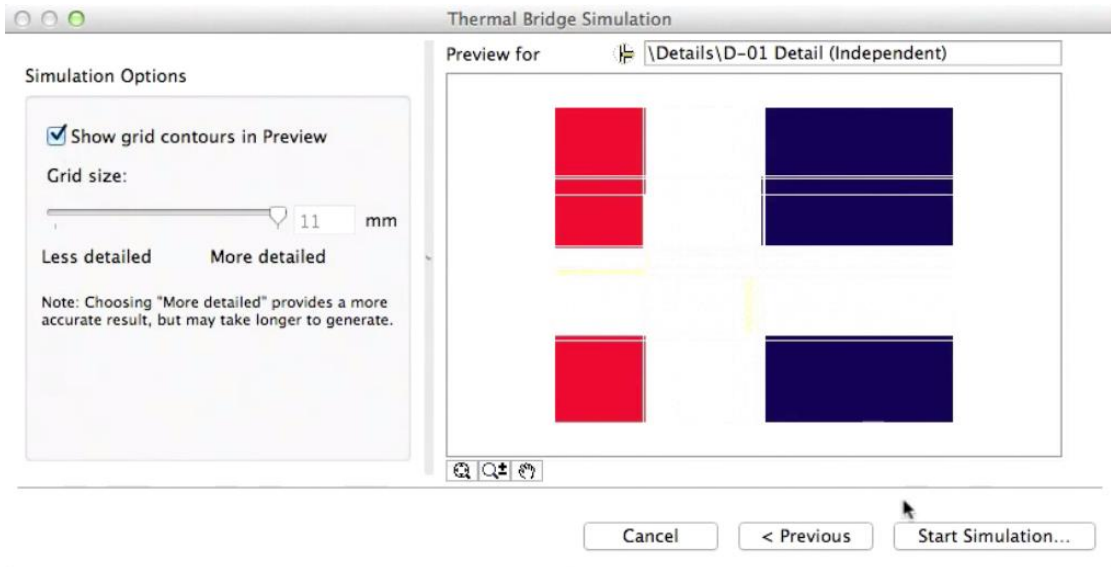 Thermal Bridge Simulation
Preview for
\Details\D-01 Detail (Independent)
Simulation Options
Show grid contours in Preview
Grid size:
11 mm
Less detailed More detailed
Note: Choosing "More detailed" provides a more
accurate result, but may take longer to generate.
Cancel
< Previous
Start Simulation...